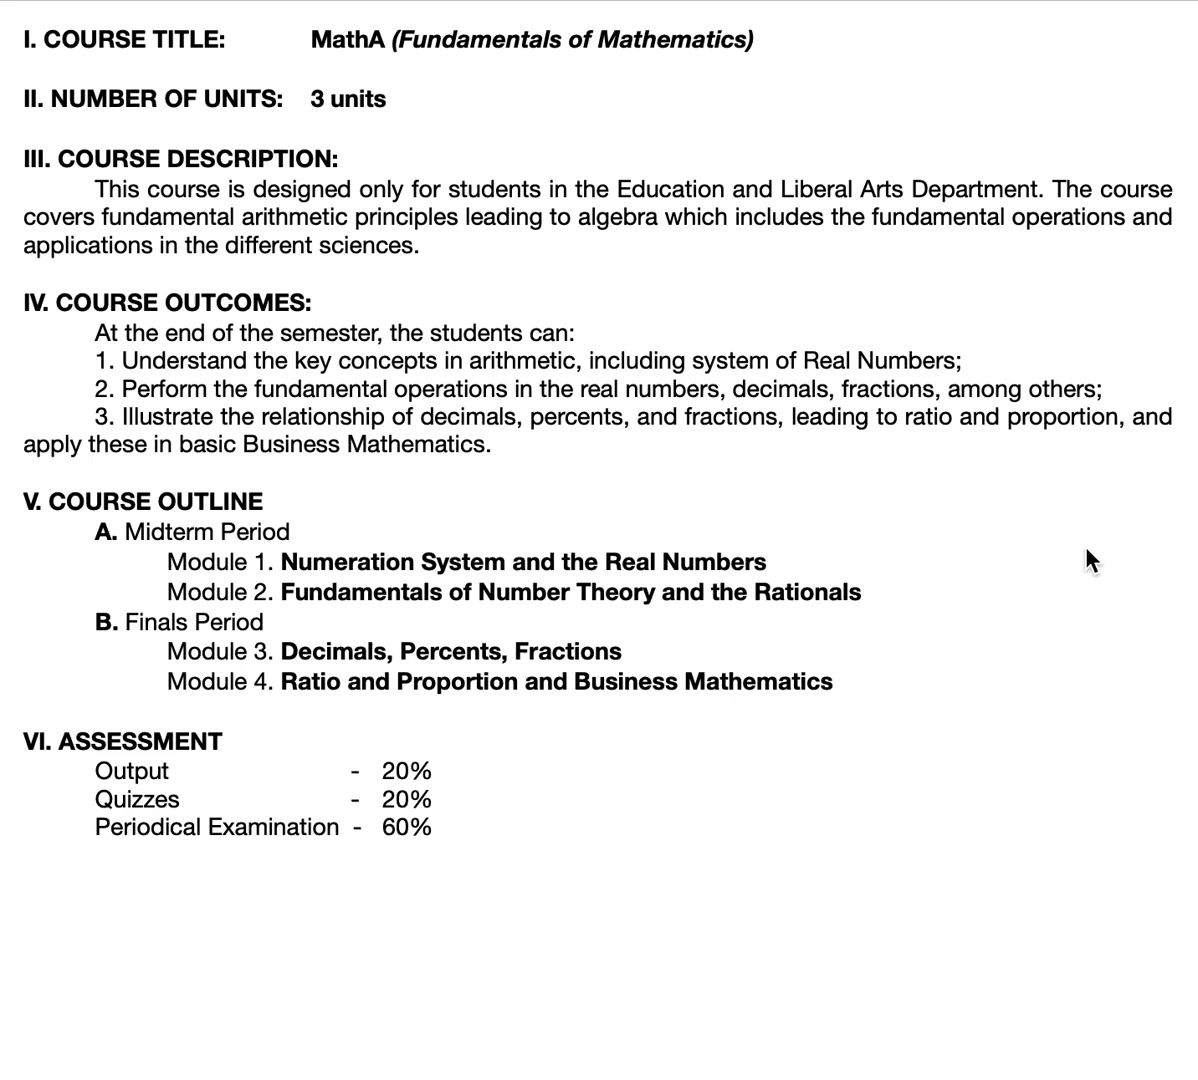 I. COURSE TITLE: MathA (Fundamentals of Mathematics)
II. NUMBER OF UNITS: 3 units
III. COURSE DESCRIPTION:
This course is designed only for students in the Education and Liberal Arts Department. The course
covers fundamental arithmetic principles leading to algebra which includes the fundamental operations and
applications in the different sciences.
IV. COURSE OUTCOMES:
At the end of the semester, the students can:
1. Understand the key concepts in arithmetic, including system of Real Numbers;
2. Perform the fundamental operations in the real numbers, decimals, fractions, among others;
3. Illustrate the relationship of decimals, percents, and fractions, leading to ratio and proportion, and
apply these in basic Business Mathematics.
V. COURSE OUTLINE
A. Midterm Period
Module 1. Numeration System and the Real Numbers
Module 2. Fundamentals of Number Theory and the Rationals
B. Finals Period
Module 3. Decimals, Percents, Fractions
Module 4. Ratio and Proportion and Business Mathematics
VI. ASSESSMENT
Output - 20%
Quizzes - 20%
Periodical Examination - 60%